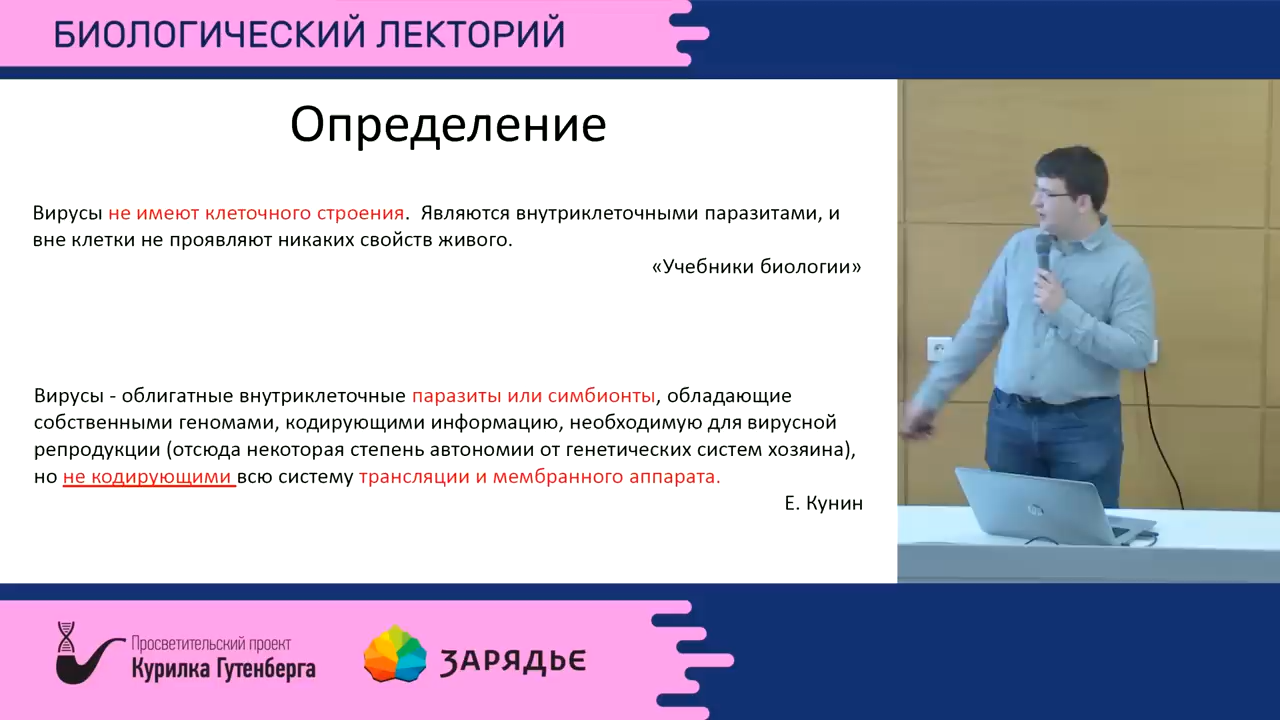 БИОЛОГИЧЕСКИЙ ЛЕКТОРИЙ
Определение
Вирусы не имеют клеточного строения. Являются внутриклеточными паразитами, и
вне клетки не проявляют никаких свойств живого.
«Учебники биологии»
Вирусы - облигатные внутриклеточные паразиты или симбионты, обладающие
собственными геномами, кодирующими информацию, необходимую для вирусной
репродукции (отсюда некоторая степень автономии от генетических систем хозяина),
но не кодирующими всю систему трансляции и мембранного аппарата.
Е. Кунин
Просветительский проект
Курилка Гутенберга
ЗАРЯДЬЕ
hp